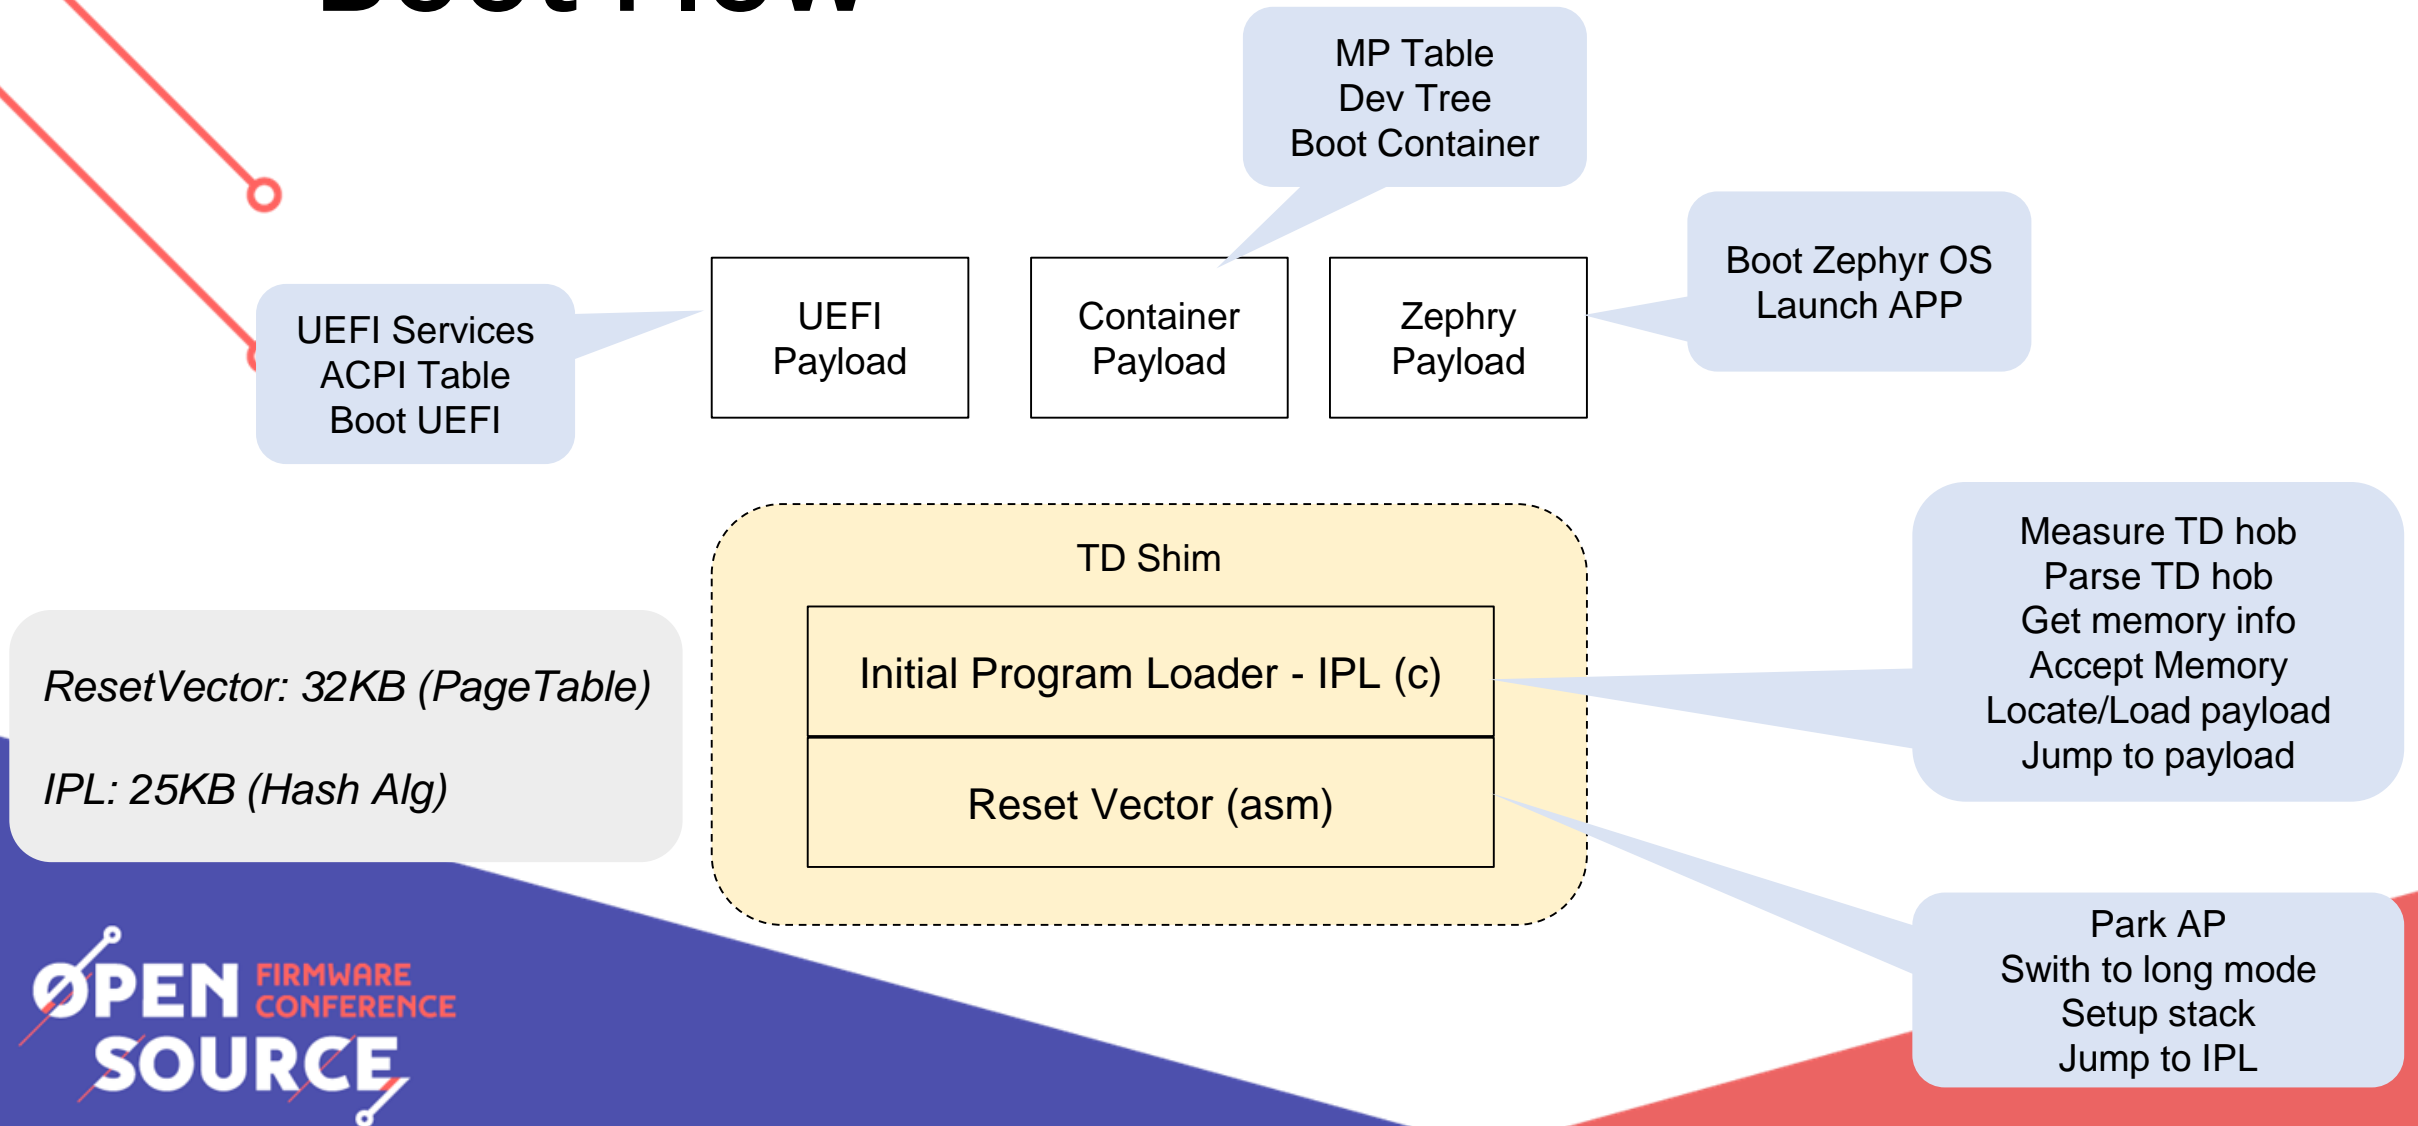 Boot Flow
MP Table
Dev Tree
Boot Container
Boot Zephyr OS
Launch APP
UEFI Services
ACPI Table
Boot UEFI
UEFI
Payload
Container
Payload
Zephry
Payload
TD Shim
Initial Program Loader - IPL (c)
Reset Vector (asm)
Measure TD hob
Parse TD hob
Get memory info
Accept Memory
Locate/Load payload
Jump to payload
ResetVector: 32KB (PageTable)
IPL: 25KB (Hash Alg)
Park AP
Swith to long mode
Setup stack
Jump to IPL
OPEN FIRMWARE
CONFERENCE
SOURCE